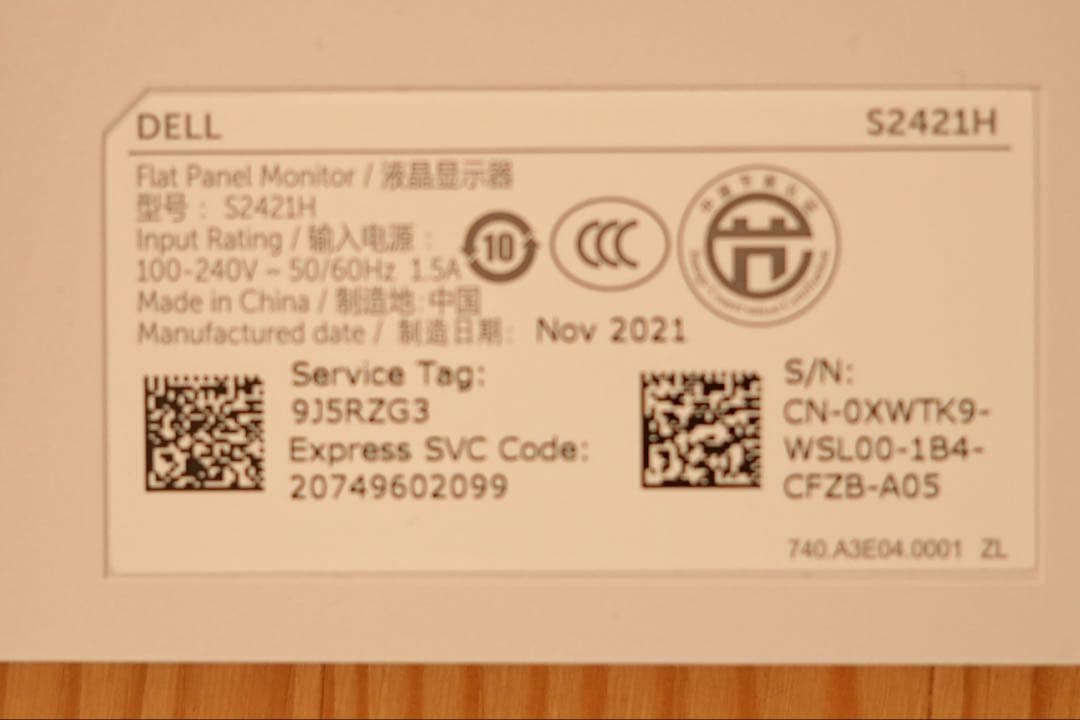 DELL
S2421H
Flat Panel Monitor / 液晶显示器
型号： S2421H
Input Rating / 输入电源：
100-240V ~ 50/60Hz 1.5A
Made in China / 制造地: 中国
Manufactured date / 制造日期: Nov 2021
10
CCC
Service Tag:
9J5RZG3
Express SVC Code:
20749602099
S/N:
CN-0XWTK9-
WSL00-1B4-
CFZB-A05
740.A3E04.0001 ZL